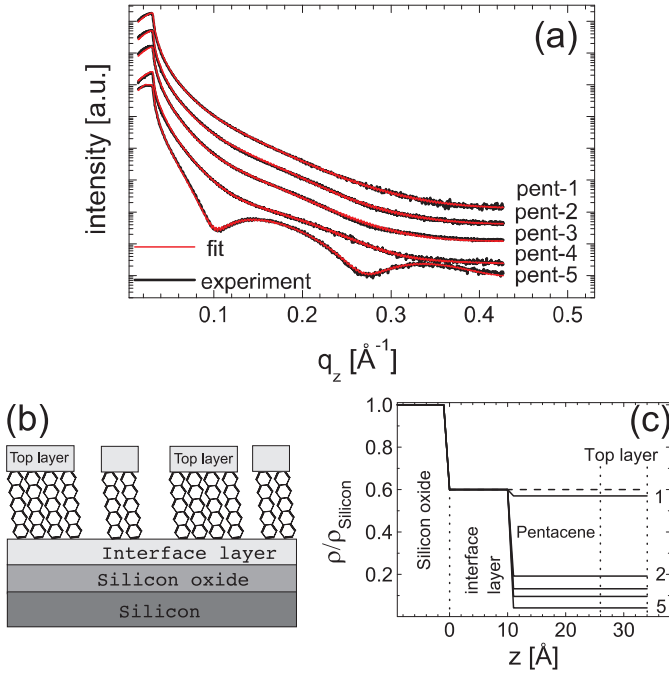 (a)
intensity [a.u.]
pent-1
pent-2
pent-3
pent-4
pent-5
fit
experiment
0.1 0.2 0.3 0.4 0.5
q_z [Å^-1]
(b)
Top layer Top layer
Interface layer
Silicon oxide
Silicon
(c)
ρ/ρ_Silicon
1.0
0.8
0.6
0.4
0.2
Top layer
Silicon oxide
interface
layer
Pentacene
1
2
5
0 10 20 30
z [Å]